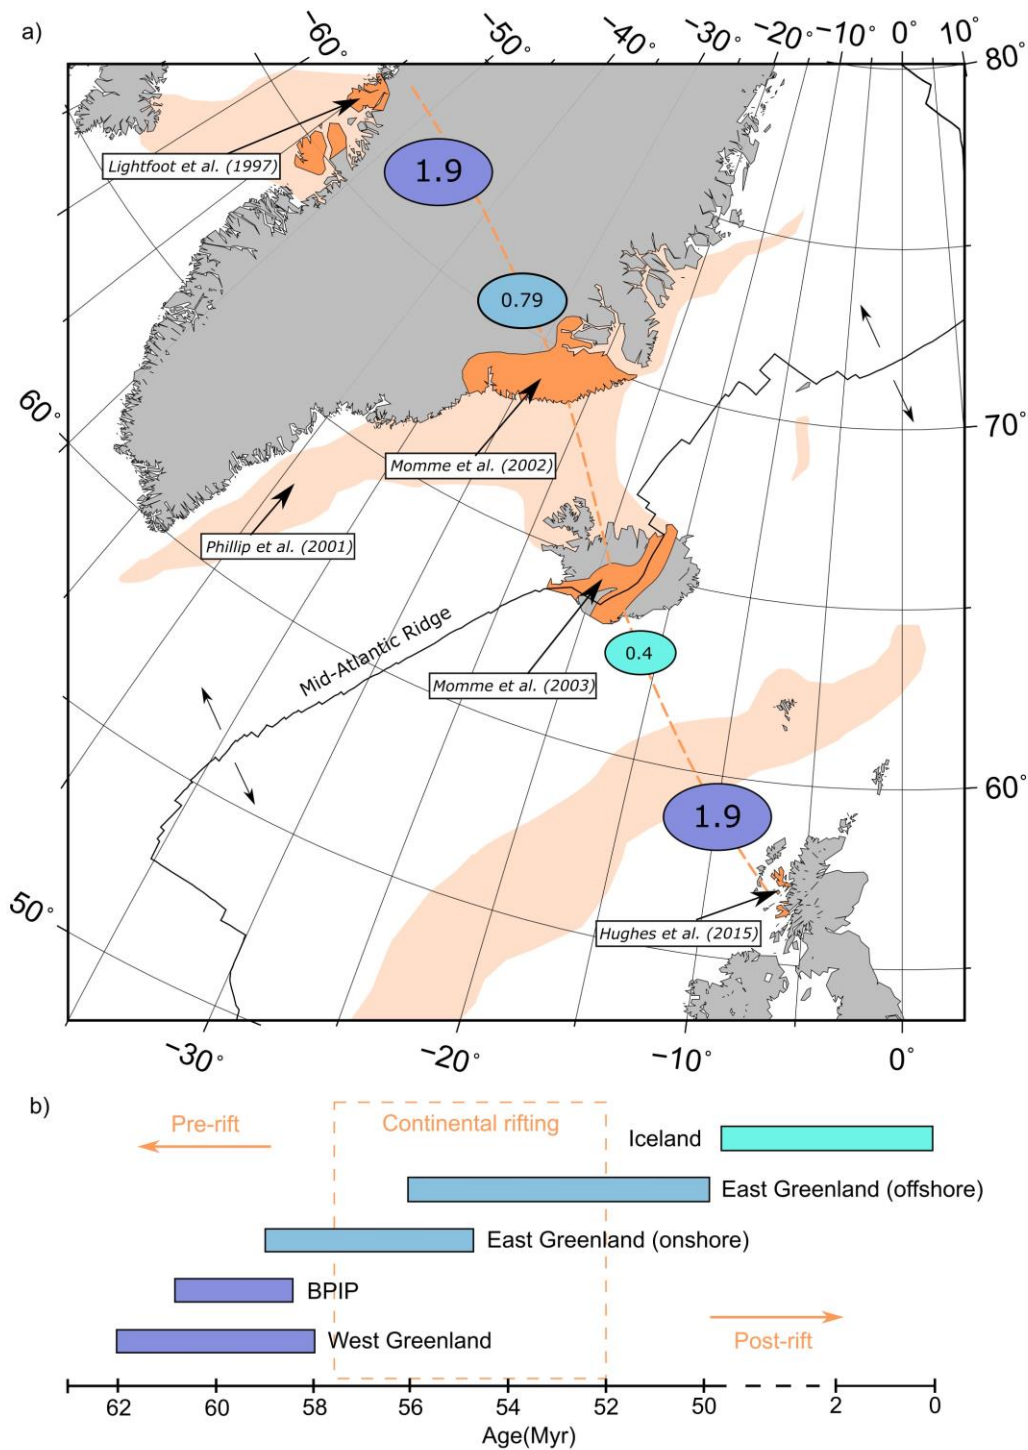 a)
−60°
−50°
−40°
−30°
−20°
−10°
0°
10°
80°
Lightfoot et al. (1997)
1.9
0.79
60°
70°
Momme et al. (2002)
Phillip et al. (2001)
Mid-Atlantic Ridge
0.4
Momme et al. (2003)
60°
1.9
50°
Hughes et al. (2015)
−30°
−20°
−10°
0°
b)
Pre-rift
Continental rifting
Iceland
East Greenland (offshore)
East Greenland (onshore)
BPIP
West Greenland
Post-rift
62
60
58
56
54
52
50
2
0
Age(Myr)